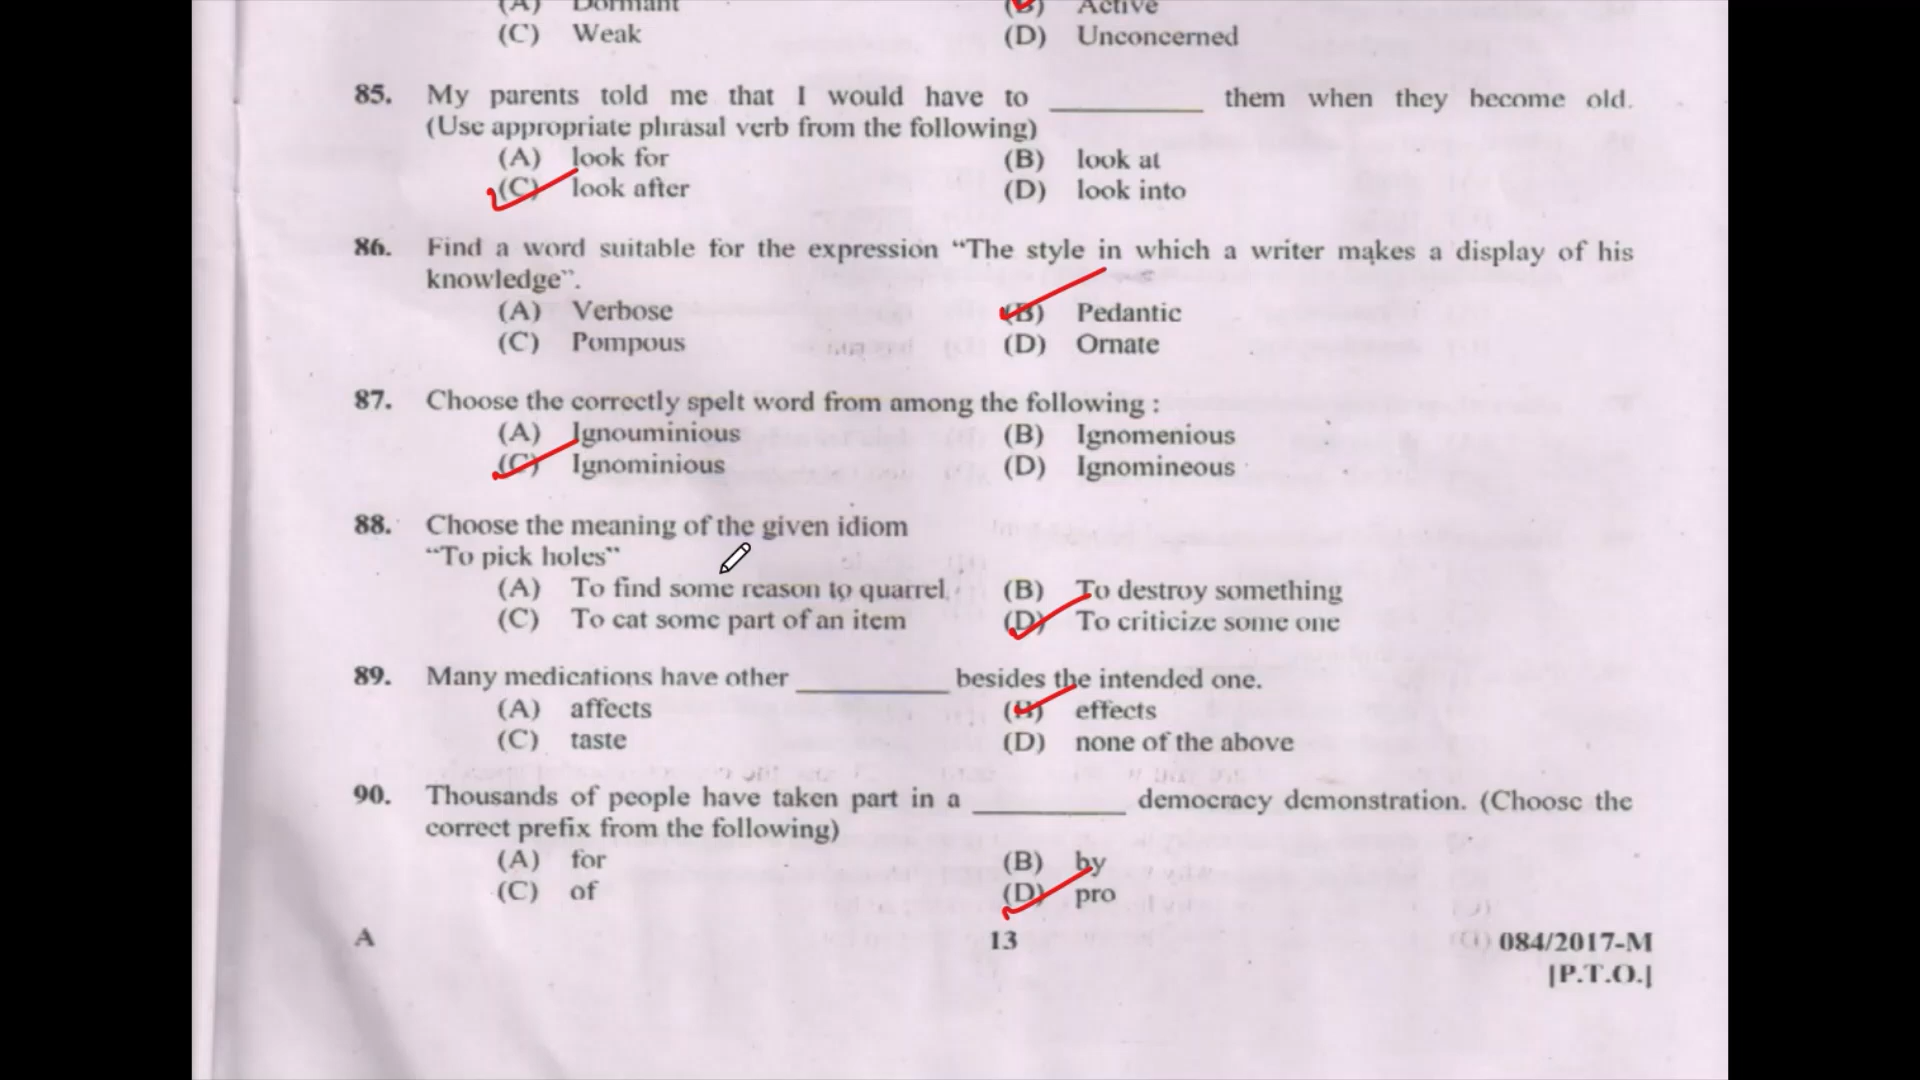 (A) Dormant (B) Active
(C) Weak (D) Unconcerned
85. My parents told me that I would have to __________ them when they become old.
(Use appropriate phrasal verb from the following)
(A) look for (B) look at
(C) look after (D) look into
86. Find a word suitable for the expression “The style in which a writer makes a display of his
knowledge”.
(A) Verbose (B) Pedantic
(C) Pompous (D) Ornate
87. Choose the correctly spelt word from among the following :
(A) Ignouminious (B) Ignomenious
(C) Ignominious (D) Ignomineous
88. Choose the meaning of the given idiom
“To pick holes”
(A) To find some reason to quarrel (B) To destroy something
(C) To eat some part of an item (D) To criticize some one
89. Many medications have other __________ besides the intended one.
(A) affects (B) effects
(C) taste (D) none of the above
90. Thousands of people have taken part in a __________ democracy demonstration. (Choose the
correct prefix from the following)
(A) for (B) by
(C) of (D) pro
A 13 084/2017-M
[P.T.O.]